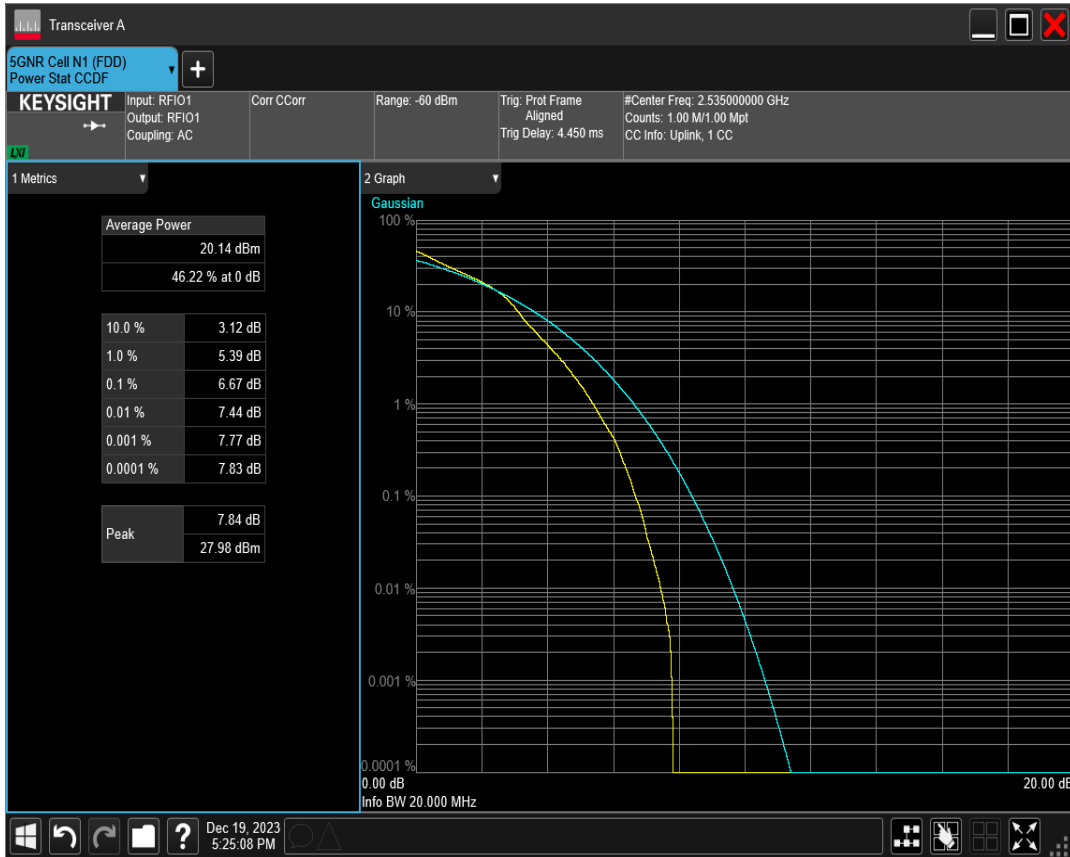 Transceiver A
5GNR Cell N1 (FDD)
Power Stat CCDF
+
KEYSIGHT
LXI
Input: RFIO1
Output: RFIO1
Coupling: AC
Corr CCorr
Range: -60 dBm
Trig: Prot Frame
Aligned
Trig Delay: 4.450 ms
#Center Freq: 2.535000000 GHz
Counts: 1.00 M/1.00 Mpt
CC Info: Uplink, 1 CC
1 Metrics
Average Power
20.14 dBm
46.22 % at 0 dB
10.0 % 3.12 dB
1.0 % 5.39 dB
0.1 % 6.67 dB
0.01 % 7.44 dB
0.001 % 7.77 dB
0.0001 % 7.83 dB
Peak
7.84 dB
27.98 dBm
2 Graph
Gaussian
100 %
10 %
1 %
0.1 %
0.01 %
0.001 %
0.0001 %
0.00 dB 20.00 dB
Info BW 20.000 MHz
?
Dec 19, 2023
5:25:08 PM